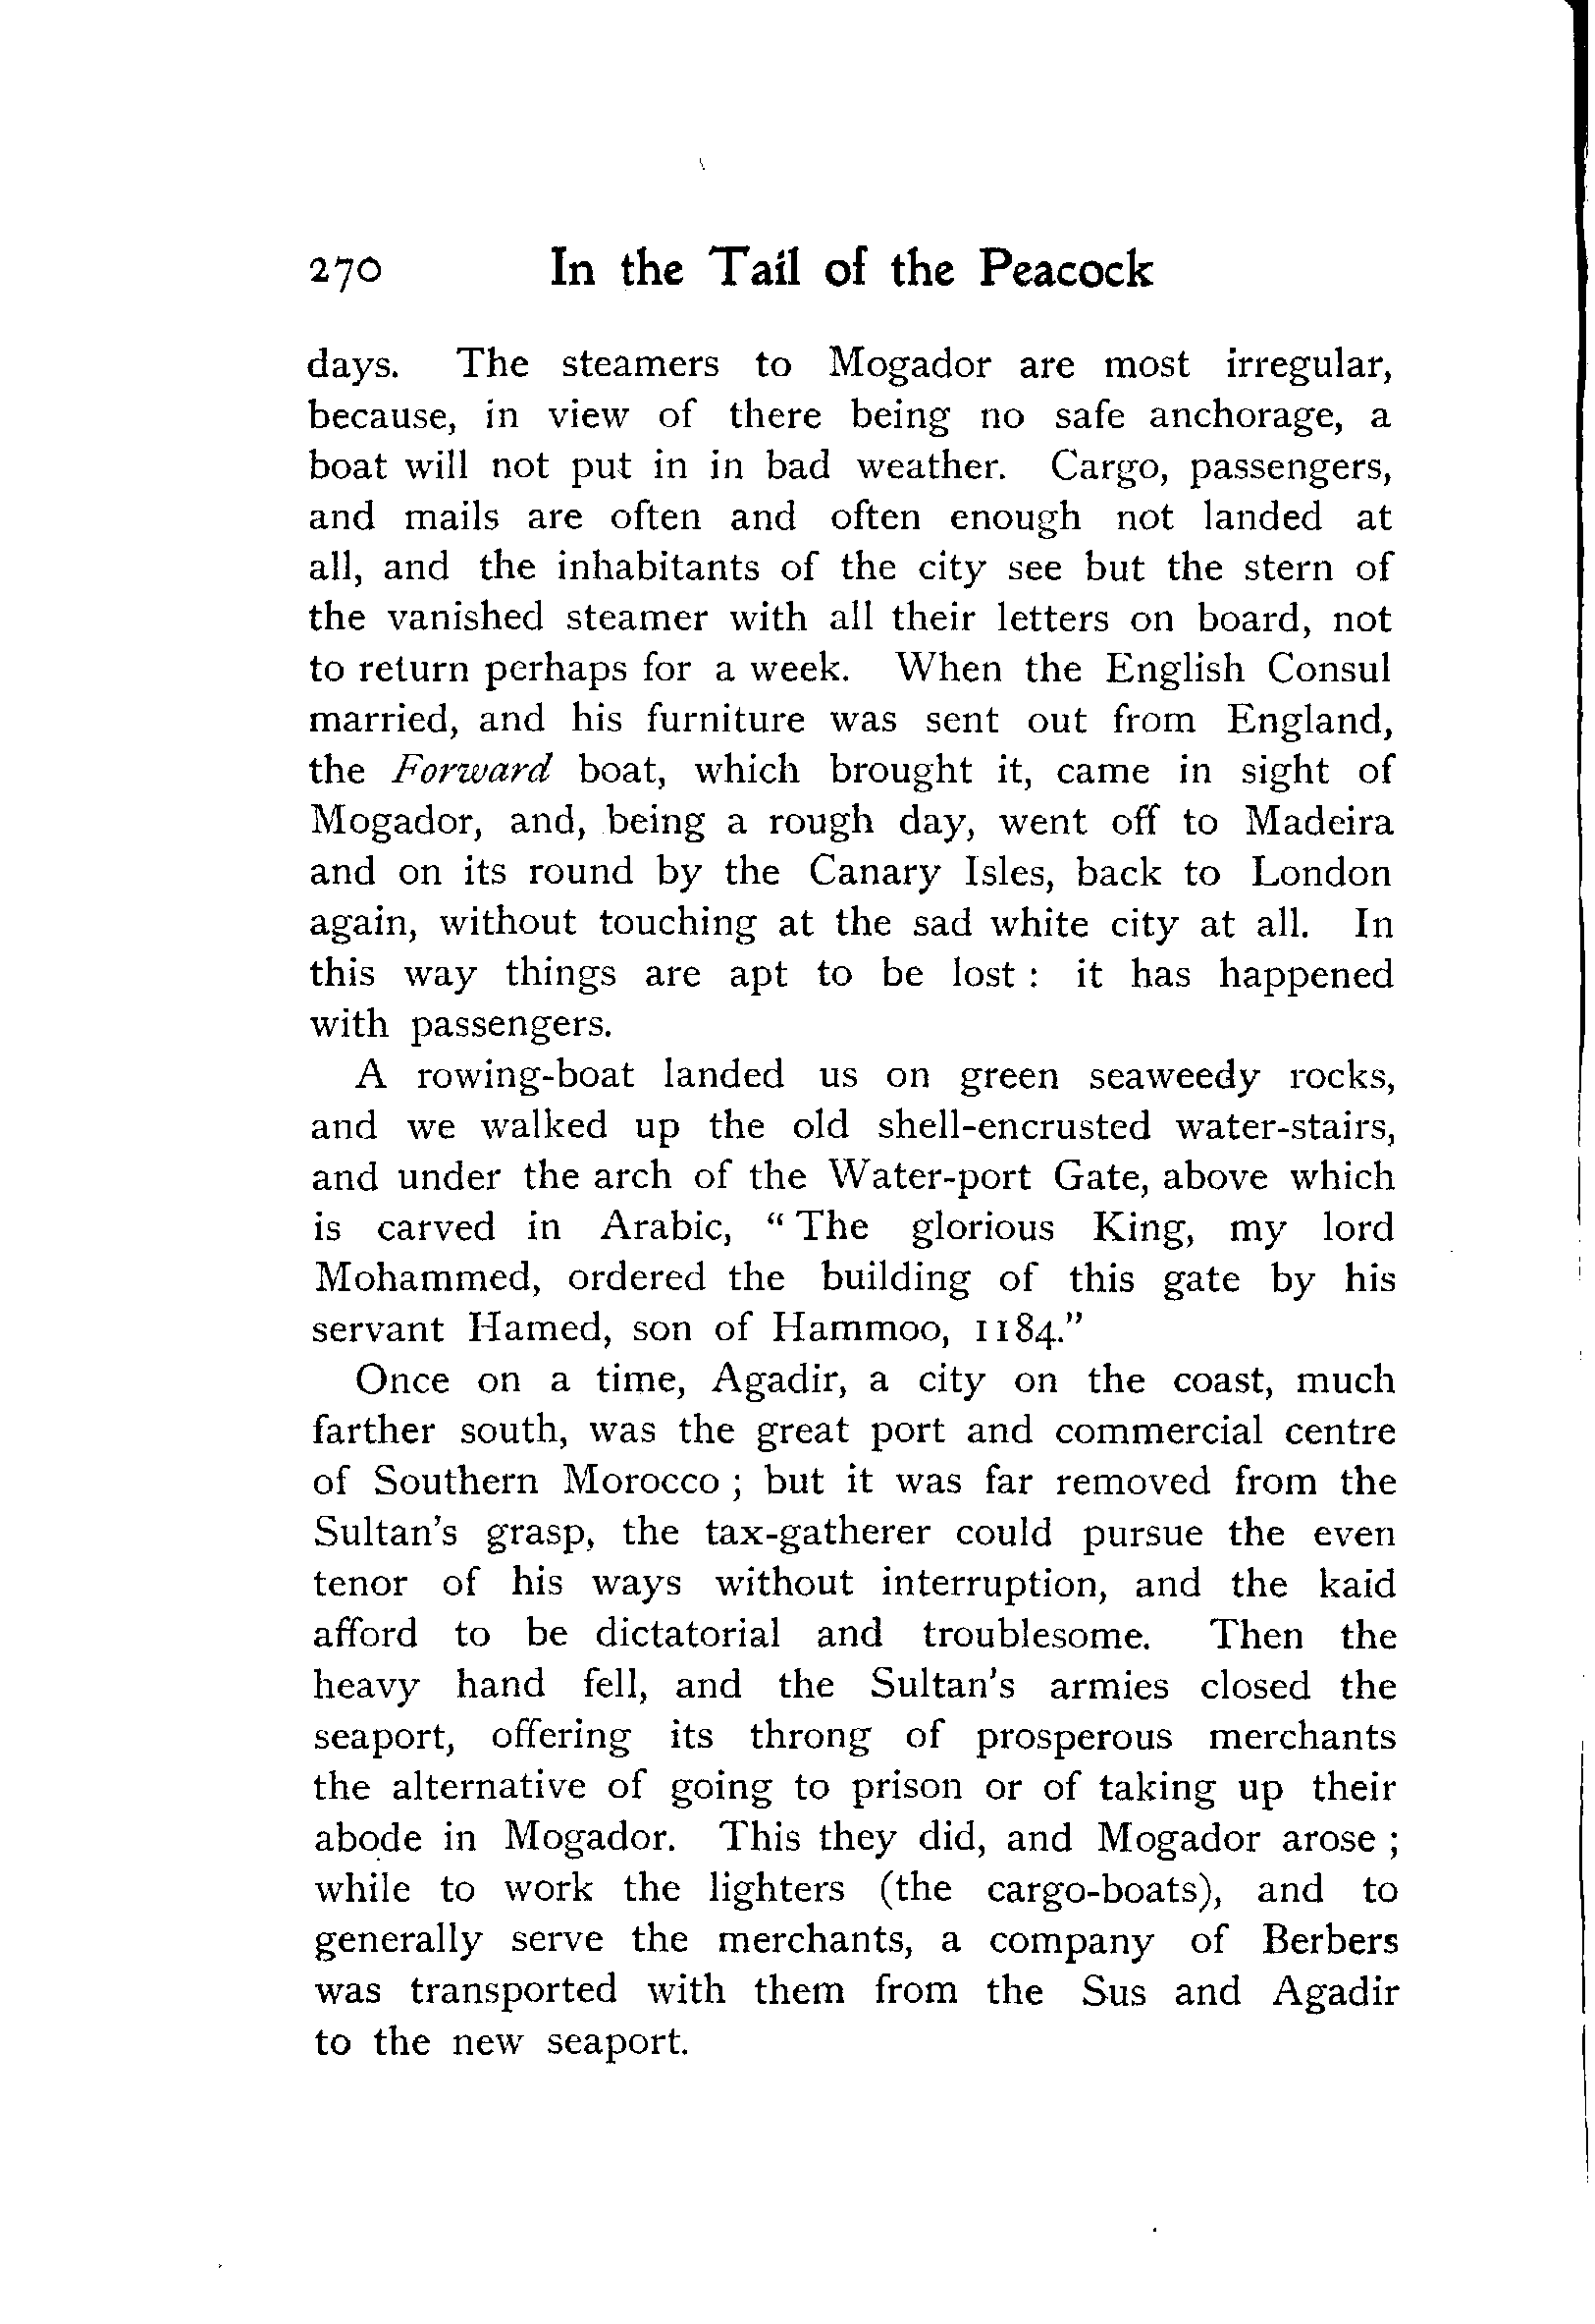 270 In the Tail of the Peacock
days. The steamers to Mogador are most irregular,
because, in view of there being no safe anchorage, a
boat will not put in in bad weather. Cargo, passengers,
and mails are often and often enough not landed at
all, and the inhabitants of the city see but the stern of
the vanished steamer with all their letters on board, not
to return perhaps for a week. When the English Consul
married, and his furniture was sent out from England,
the Forward boat, which brought it, came in sight of
Mogador, and, being a rough day, went off to Madeira
and on its round by the Canary Isles, back to London
again, without touching at the sad white city at all. In
this way things are apt to be lost : it has happened
with passengers.
A rowing-boat landed us on green seaweedy rocks,
and we walked up the old shell-encrusted water-stairs,
and under the arch of the Water-port Gate, above which
is carved in Arabic, “ The glorious King, my lord
Mohammed, ordered the building of this gate by his
servant Hamed, son of Hammoo, 1184.”
Once on a time, Agadir, a city on the coast, much
farther south, was the great port and commercial centre
of Southern Morocco ; but it was far removed from the
Sultan's grasp, the tax-gatherer could pursue the even
tenor of his ways without interruption, and the kaid
afford to be dictatorial and troublesome. Then the
heavy hand fell, and the Sultan's armies closed the
seaport, offering its throng of prosperous merchants
the alternative of going to prison or of taking up their
abode in Mogador. This they did, and Mogador arose ;
while to work the lighters (the cargo-boats), and to
generally serve the merchants, a company of Berbers
was transported with them from the Sus and Agadir
to the new seaport.